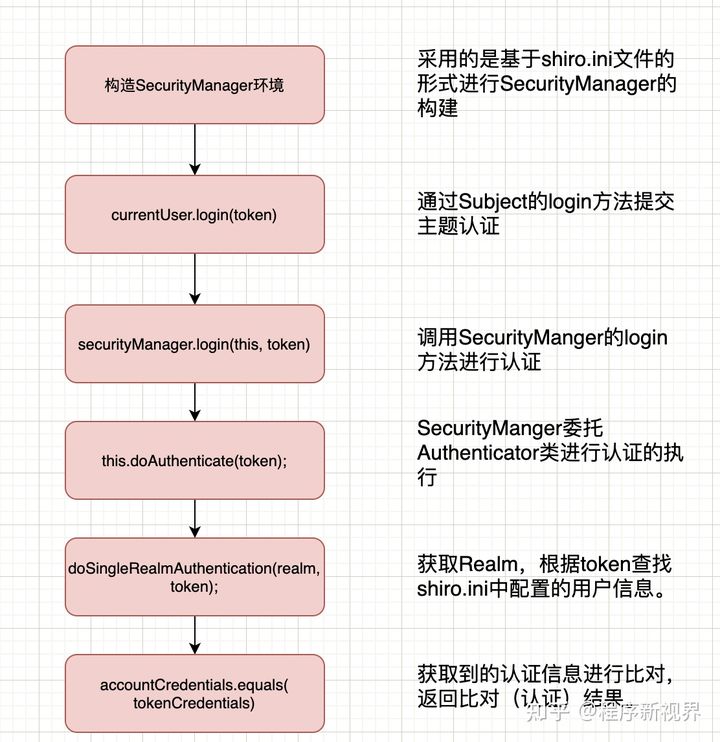 构造SecurityManager环境
采用的是基于shiro.ini文件的
形式进行SecurityManager的
构建
currentUser.login(token)
通过Subject的login方法提交
主题认证
securityManager.login(this, token)
调用SecurityManger的login
方法进行认证
this.doAuthenticate(token);
SecurityManger委托
Authenticator类进行认证的执
行
doSingleRealmAuthentication(realm,
token);
获取Realm，根据token查找
shiro.ini中配置的用户信息。
accountCredentials.equals(
tokenCredentials)
获取到的认证信息进行比对，
返回比对（认证）结果。
知乎 @程序新视界